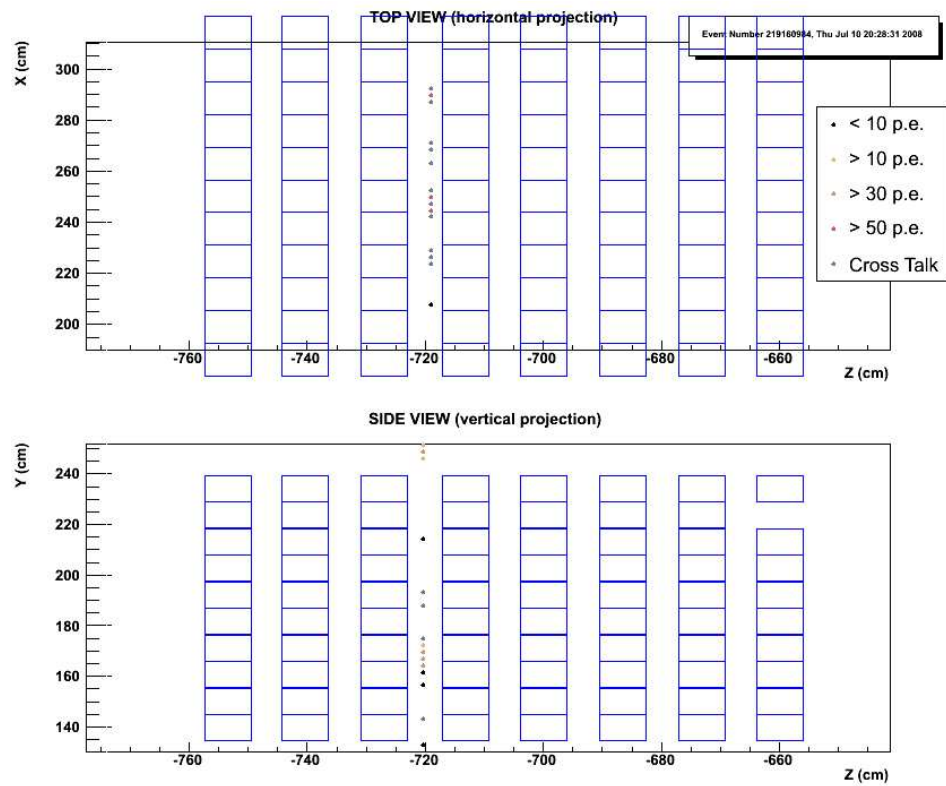 TOP VIEW (horizontal projection)
Event Number 219160984, Thu Jul 10 20:28:31 2008
X (cm)
300
280
260
240
220
200
< 10 p.e.
> 10 p.e.
> 30 p.e.
> 50 p.e.
Cross Talk
-760 -740 -720 -700 -680 -660
Z (cm)
SIDE VIEW (vertical projection)
Y (cm)
240
220
200
180
160
140
-760 -740 -720 -700 -680 -660
Z (cm)